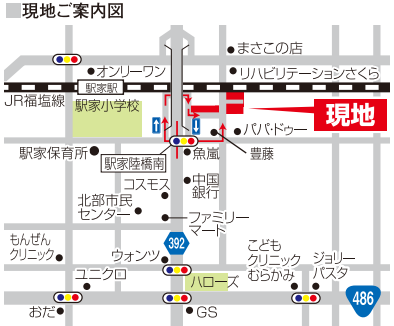 現地ご案内図
まさこの店
オンリーワン
リハビリテーションさくら
駅家駅
JR福塩線
駅家小学校
現地
パパ・ドゥー
豊藤
駅家保育所
魚嵐
駅家陸橋南
コスモス
中国
銀行
北部市民
センター
ファミリー
マート
392
もんぜん
クリニック
ウォンツ
こども
クリニック
むらかみ
ジョリー
パスタ
ユニクロ
ハローズ
486
おだ
GS